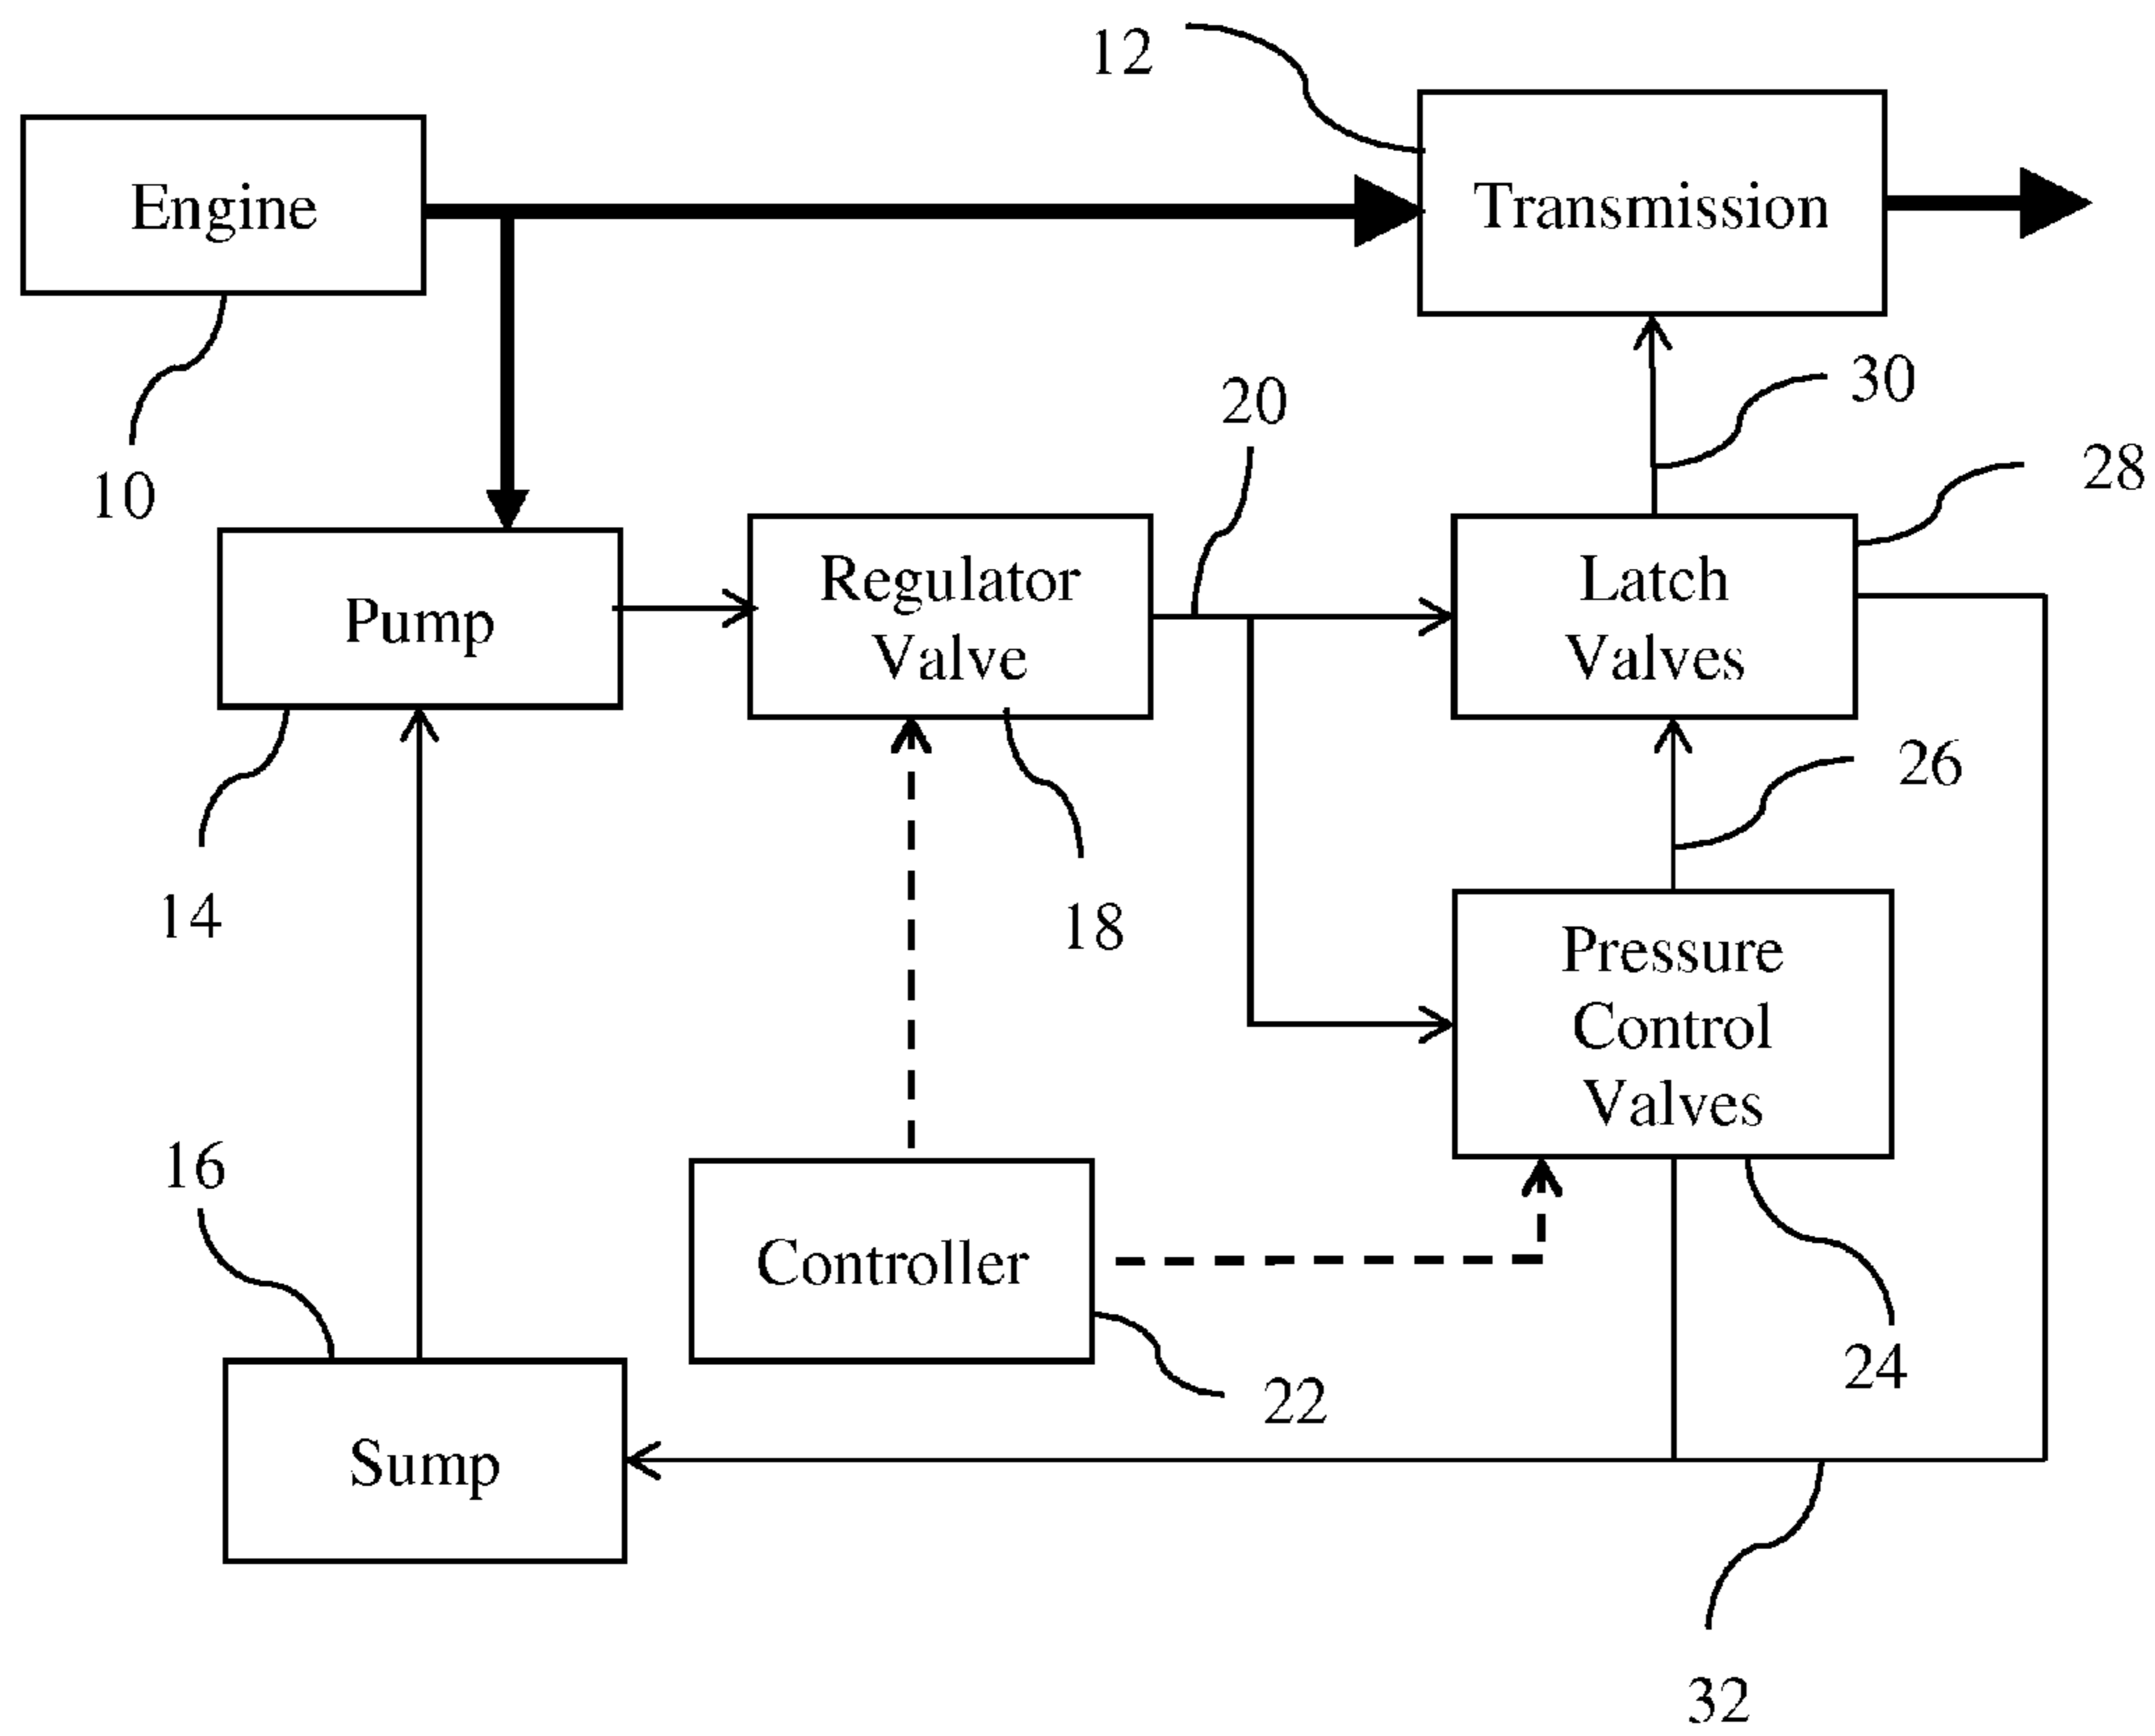 12
Engine
Transmission
10
20
30
28
Pump
Regulator
Valve
Latch
Valves
14
18
26
Pressure
Control
Valves
16
Controller
22
24
Sump
32